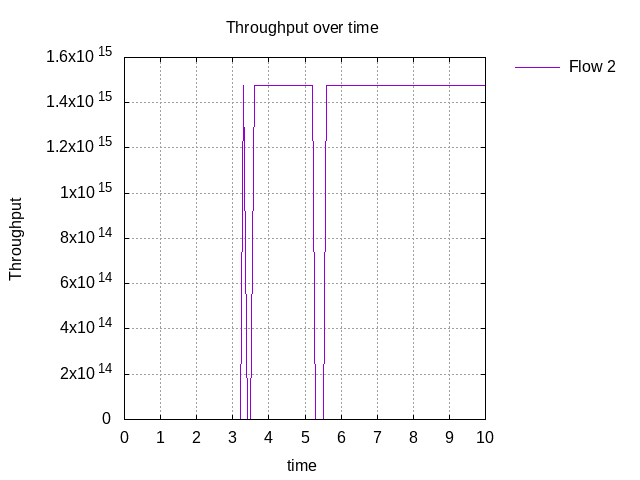 Throughput over time
Flow 2
Throughput
1.6x10 15
1.4x10 15
1.2x10 15
1x10 15
8x10 14
6x10 14
4x10 14
2x10 14
0
0 1 2 3 4 5 6 7 8 9 10
time